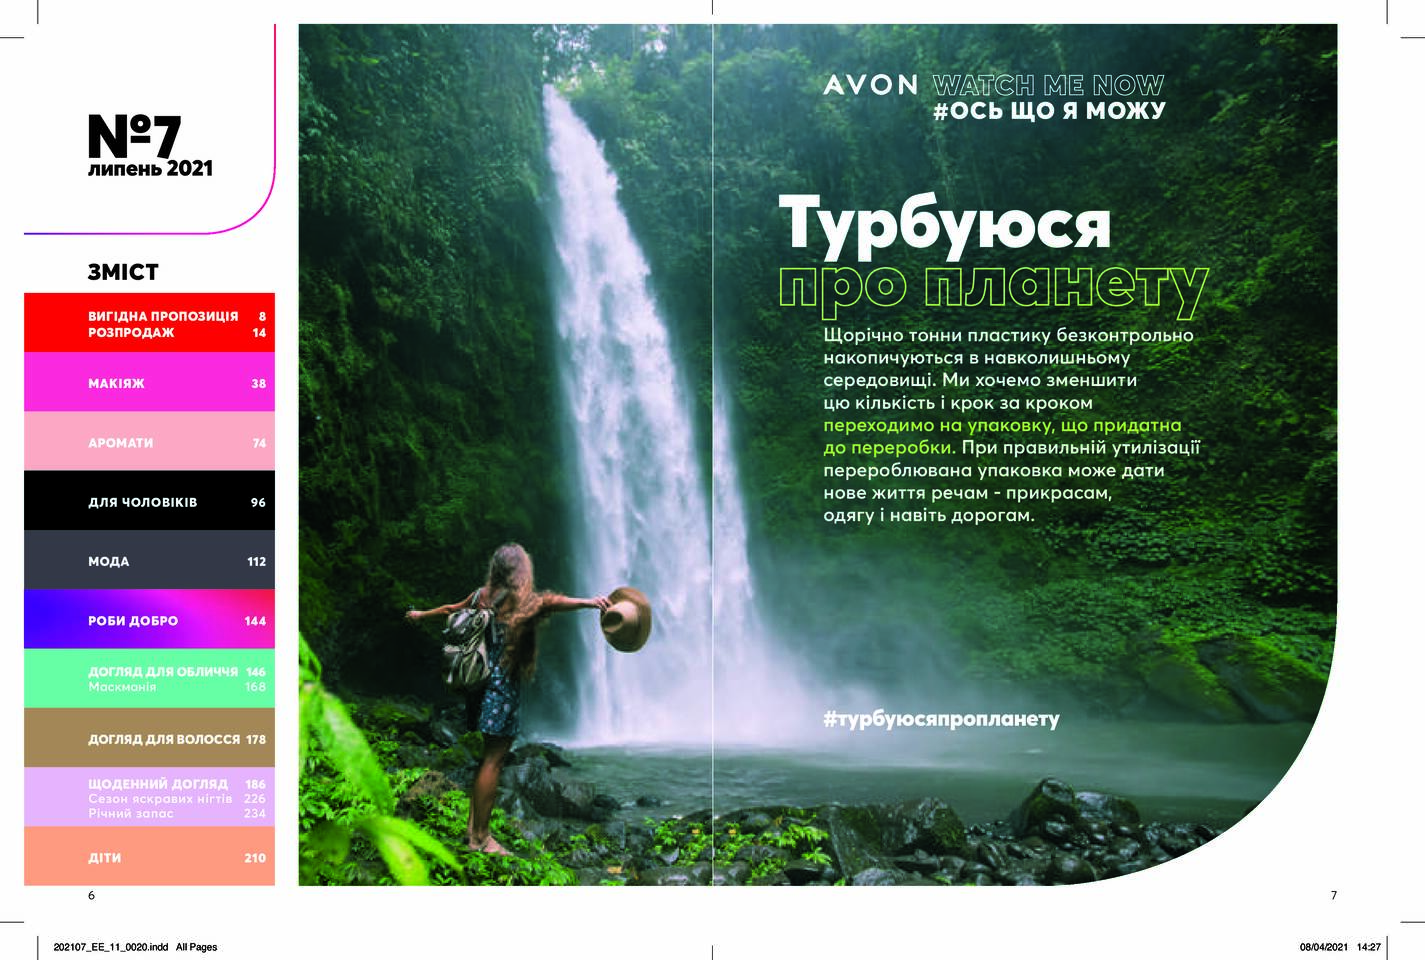 №7
липень 2021
ЗМІСТ
ВИГІДНА ПРОПОЗИЦІЯ 8
РОЗПРОДАЖ 14
МАКІЯЖ 38
АРОМАТИ 74
ДЛЯ ЧОЛОВІКІВ 96
МОДА 112
РОБИ ДОБРО 144
ДОГЛЯД ДЛЯ ОБЛИЧЧЯ 146
Маскманія 168
ДОГЛЯД ДЛЯ ВОЛОССЯ 178
ЩОДЕННИЙ ДОГЛЯД 186
Сезон яскравих нігтів 226
Річний запас 234
ДІТИ 210
6
AVON WATCH ME NOW
#ОСЬ ЩО Я МОЖУ
Турбуюся
про планету
Щорічно тонни пластику безконтрольно
накопичуються в навколишньому
середовищі. Ми хочемо зменшити
цю кількість і крок за кроком
переходимо на упаковку, що придатна
до переробки. При правильній утилізації
перероблювана упаковка може дати
нове життя речам - прикрасам,
одягу і навіть дорогам.
#турбуюсяпропланету
7
202107_EE_11_0020.indd All Pages
08/04/2021 14:27